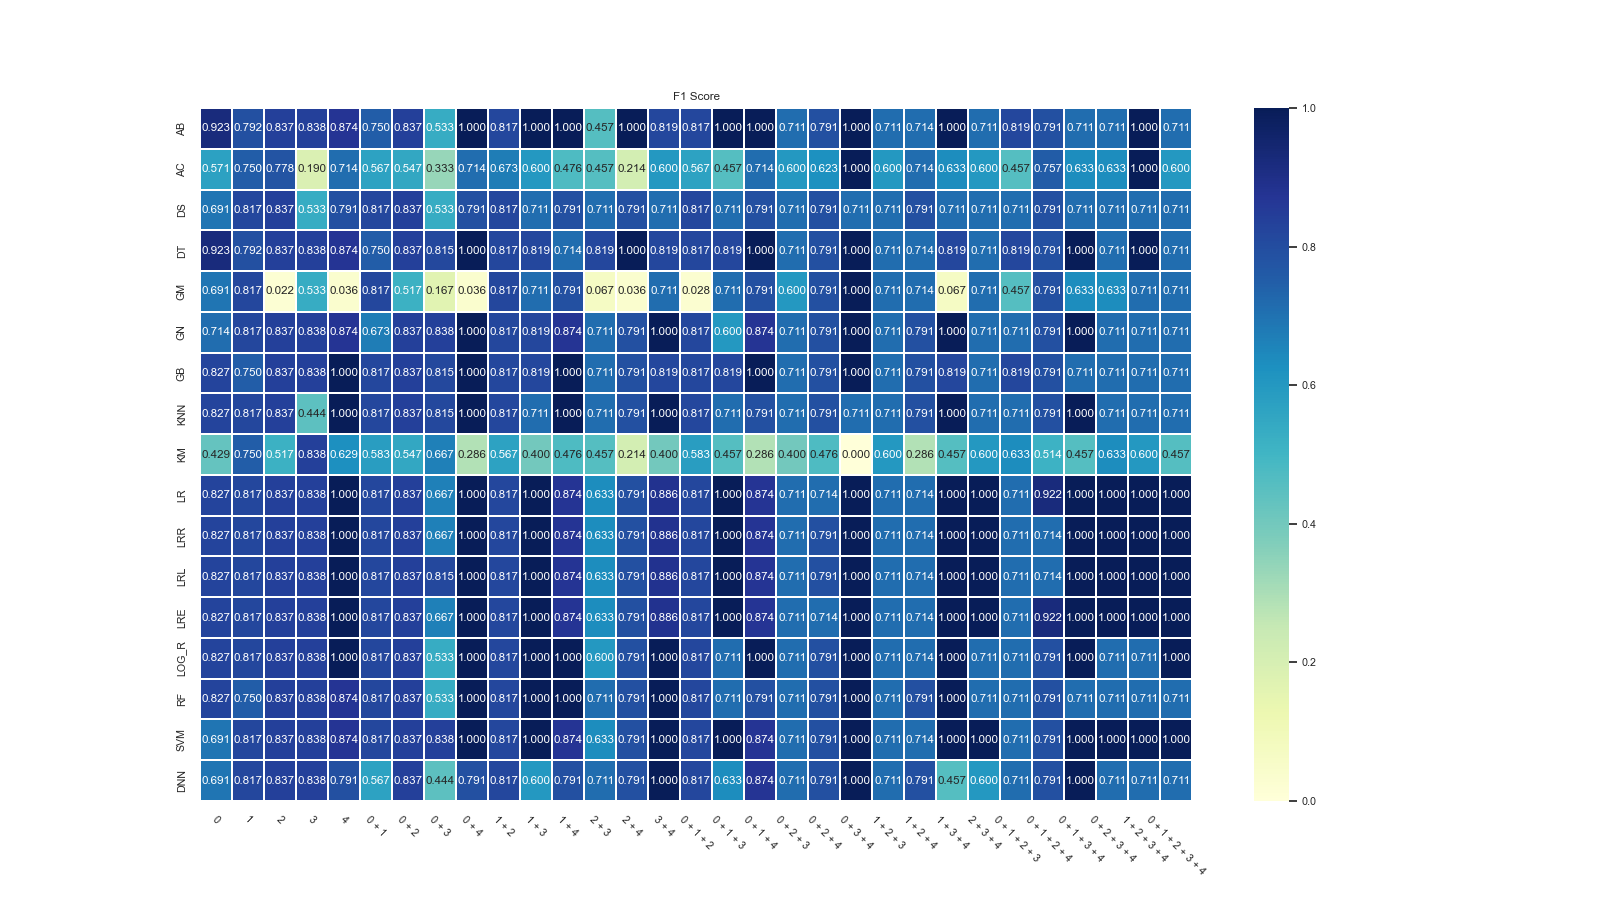 F1 Score
AB 0.923 0.792 0.837 0.838 0.874 0.750 0.837 0.533 1.000 0.817 1.000 1.000 0.457 1.000 0.819 0.817 1.000 1.000 0.711 0.791 1.000 0.711 0.714 1.000 0.711 0.819 0.791 0.711 0.711 1.000 0.711 1.0
AC 0.571 0.750 0.778 0.190 0.714 0.567 0.547 0.333 0.714 0.673 0.600 0.476 0.457 0.214 0.600 0.567 0.457 0.714 0.600 0.623 1.000 0.600 0.714 0.633 0.600 0.457 0.757 0.633 0.633 1.000 0.600
DS 0.691 0.817 0.837 0.533 0.791 0.817 0.837 0.533 0.791 0.817 0.711 0.791 0.711 0.791 0.711 0.817 0.711 0.791 0.711 0.791 0.711 0.711 0.791 0.711 0.711 0.711 0.791 0.711 0.711 0.711 0.711
DT 0.923 0.792 0.837 0.838 0.874 0.750 0.837 0.815 1.000 0.817 0.819 0.714 0.819 1.000 0.819 0.817 0.819 1.000 0.711 0.791 1.000 0.711 0.714 0.819 0.711 0.819 0.791 1.000 0.711 1.000 0.711 0.8
GM 0.691 0.817 0.022 0.533 0.036 0.817 0.517 0.167 0.036 0.817 0.711 0.791 0.067 0.036 0.711 0.028 0.711 0.791 0.600 0.791 1.000 0.711 0.714 0.067 0.711 0.457 0.791 0.633 0.633 0.711 0.711
GN 0.714 0.817 0.837 0.838 0.874 0.673 0.837 0.838 1.000 0.817 0.819 0.874 0.711 0.791 1.000 0.817 0.600 0.874 0.711 0.791 1.000 0.711 0.791 1.000 0.711 0.711 0.791 1.000 0.711 0.711 0.711
GB 0.827 0.750 0.837 0.838 1.000 0.817 0.837 0.815 1.000 0.817 0.819 1.000 0.711 0.791 0.819 0.817 0.819 1.000 0.711 0.791 1.000 0.711 0.791 0.819 0.711 0.819 0.791 0.711 0.711 0.711 0.711 0.6
KNN 0.827 0.817 0.837 0.444 1.000 0.817 0.837 0.815 1.000 0.817 0.711 1.000 0.711 0.791 1.000 0.817 0.711 0.791 0.711 0.791 0.711 0.711 0.791 1.000 0.711 0.711 0.791 1.000 0.711 0.711 0.711
KM 0.429 0.750 0.517 0.838 0.629 0.583 0.547 0.667 0.286 0.567 0.400 0.476 0.457 0.214 0.400 0.583 0.457 0.286 0.400 0.476 0.000 0.600 0.286 0.457 0.600 0.633 0.514 0.457 0.633 0.600 0.457
LR 0.827 0.817 0.837 0.838 1.000 0.817 0.837 0.667 1.000 0.817 1.000 0.874 0.633 0.791 0.886 0.817 1.000 0.874 0.711 0.714 1.000 0.711 0.714 1.000 1.000 0.711 0.922 1.000 1.000 1.000 1.000
LRR 0.827 0.817 0.837 0.838 1.000 0.817 0.837 0.667 1.000 0.817 1.000 0.874 0.633 0.791 0.886 0.817 1.000 0.874 0.711 0.791 1.000 0.711 0.714 1.000 1.000 0.711 0.714 1.000 1.000 1.000 1.000 0.4
LRL 0.827 0.817 0.837 0.838 1.000 0.817 0.837 0.815 1.000 0.817 1.000 0.874 0.633 0.791 0.886 0.817 1.000 0.874 0.711 0.791 1.000 0.711 0.714 1.000 1.000 0.711 0.714 1.000 1.000 1.000 1.000
LRE 0.827 0.817 0.837 0.838 1.000 0.817 0.837 0.667 1.000 0.817 1.000 0.874 0.633 0.791 0.886 0.817 1.000 0.874 0.711 0.714 1.000 0.711 0.714 1.000 1.000 0.711 0.922 1.000 1.000 1.000 1.000
LOG_R 0.827 0.817 0.837 0.838 1.000 0.817 0.837 0.533 1.000 0.817 1.000 1.000 0.600 0.791 1.000 0.817 0.711 1.000 0.711 0.791 1.000 0.711 0.714 1.000 0.711 0.711 0.791 1.000 0.711 0.711 1.000 0.2
RF 0.827 0.750 0.837 0.838 0.874 0.817 0.837 0.533 1.000 0.817 1.000 1.000 0.711 0.791 1.000 0.817 0.711 0.791 0.711 0.791 1.000 0.711 0.791 1.000 0.711 0.711 0.791 0.711 0.711 0.711 0.711
SVM 0.691 0.817 0.837 0.838 0.874 0.817 0.837 0.838 1.000 0.817 1.000 0.874 0.633 0.791 1.000 0.817 1.000 0.874 0.711 0.791 1.000 0.711 0.714 1.000 1.000 0.711 0.791 1.000 1.000 1.000 1.000
DNN 0.691 0.817 0.837 0.838 0.791 0.567 0.837 0.444 0.791 0.817 0.600 0.791 0.711 0.791 1.000 0.817 0.633 0.874 0.711 0.791 1.000 0.711 0.791 0.457 0.600 0.711 0.791 1.000 0.711 0.711 0.711 0.0
0
1
2
3
4
0 + 1
0 + 2
0 + 3
0 + 4
1 + 2
1 + 3
1 + 4
2 + 3
2 + 4
3 + 4
0 + 1 + 2
0 + 1 + 3
0 + 1 + 4
0 + 2 + 3
0 + 2 + 4
0 + 3 + 4
1 + 2 + 3
1 + 2 + 4
1 + 3 + 4
2 + 3 + 4
0 + 1 + 2 + 3
0 + 1 + 2 + 4
0 + 1 + 3 + 4
0 + 2 + 3 + 4
1 + 2 + 3 + 4
0 + 1 + 2 + 3 + 4